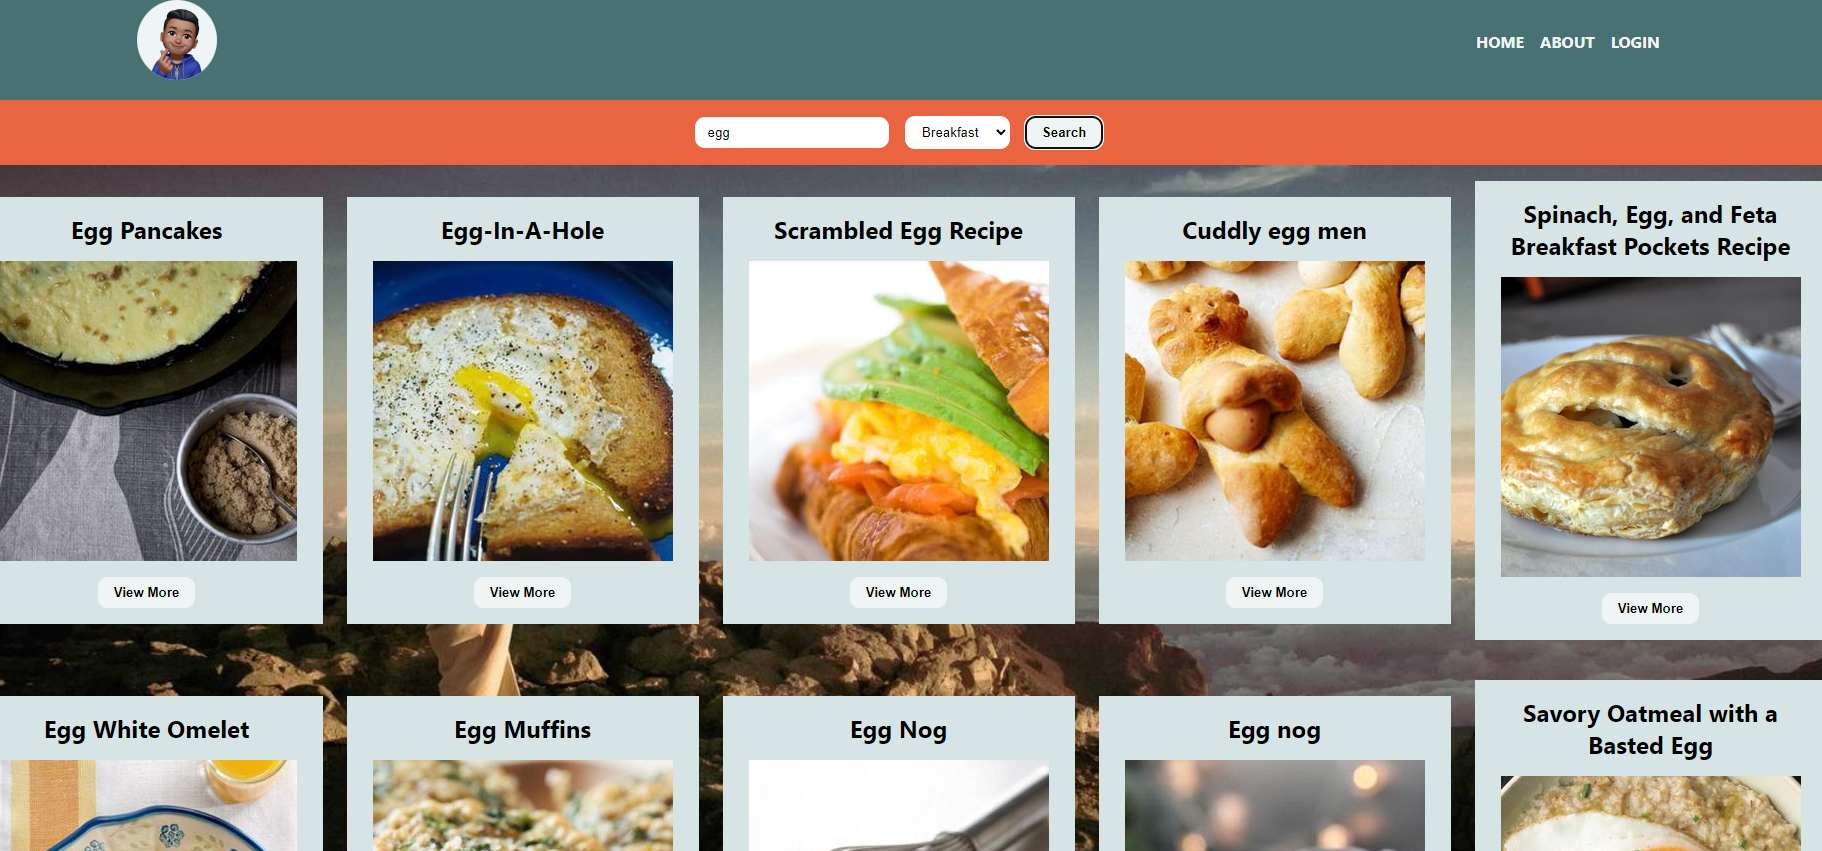 HOME ABOUT LOGIN
egg Breakfast Search
Egg Pancakes
Egg-In-A-Hole
Scrambled Egg Recipe
Cuddly egg men
Spinach, Egg, and Feta
Breakfast Pockets Recipe
View More
View More
View More
View More
View More
Egg White Omelet
Egg Muffins
Egg Nog
Egg nog
Savory Oatmeal with a
Basted Egg